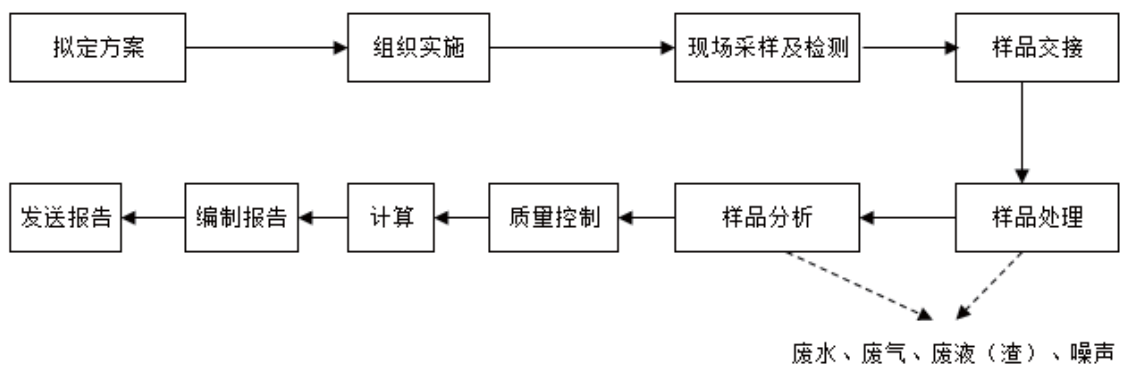 拟定方案
组织实施
现场采样及检测
样品交接
发送报告
编制报告
计算
质量控制
样品分析
样品处理
废水、废气、废液（渣）、噪声